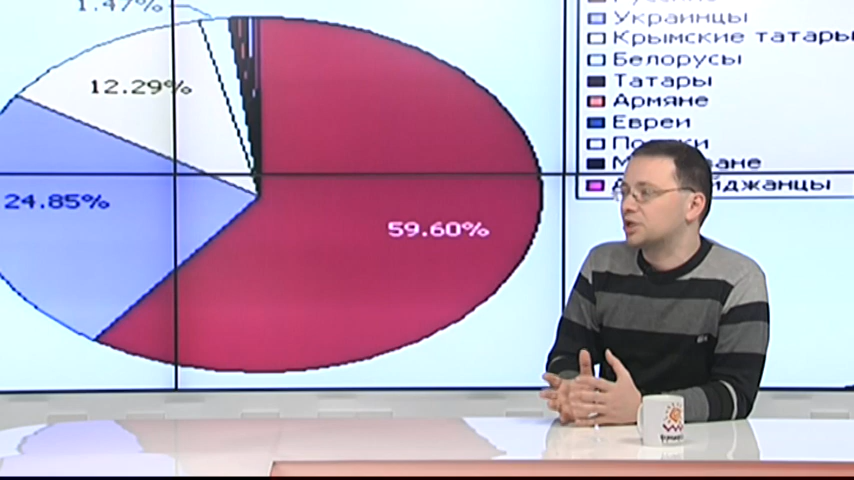 1.47%
Украинцы
Крымские татары
12.29%
Белорусы
Татары
Армяне
Евреи
24.85%
59.60%